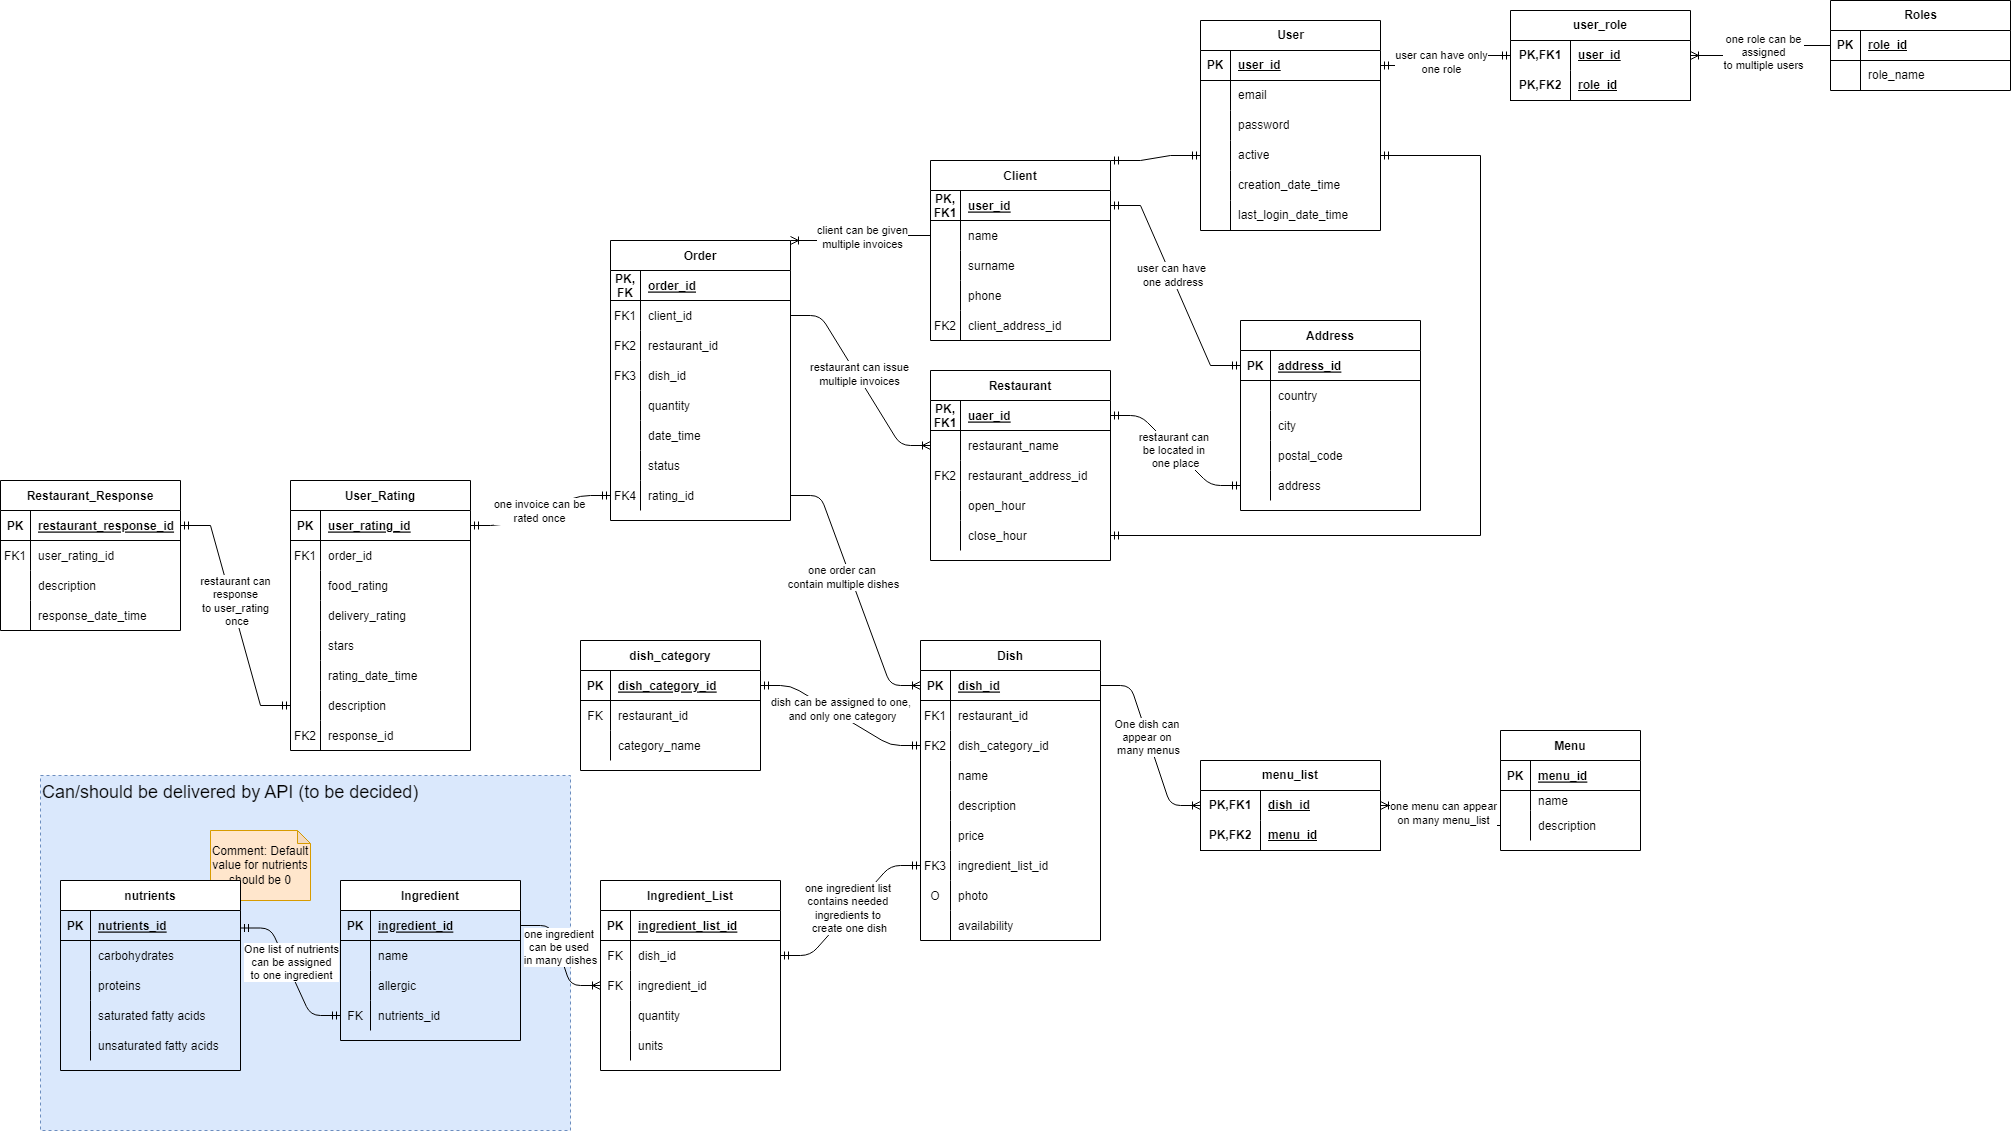 Roles
PK role_id
role_name
user_role
PK,FK1 user_id
PK,FK2 role_id
one role can be
assigned
to multiple users
User
PK user_id
email
password
active
creation_date_time
last_login_date_time
user can have only
one role
Client
PK,
FK1
user_id
name
surname
phone
FK2 client_address_id
user can have
one address
client can be given
multiple invoices
Order
PK,
FK
order_id
FK1 client_id
FK2 restaurant_id
FK3 dish_id
quantity
date_time
status
FK4 rating_id
restaurant can issue
multiple invoices
Address
PK address_id
country
city
postal_code
address
Restaurant
PK,
FK1
uaer_id
restaurant_name
FK2 restaurant_address_id
open_hour
close_hour
restaurant can
be located in
one place
Restaurant_Response
PK restaurant_response_id
FK1 user_rating_id
description
response_date_time
restaurant can
response
to user_rating
once
User_Rating
PK user_rating_id
FK1 order_id
food_rating
delivery_rating
stars
rating_date_time
description
FK2 response_id
one invoice can be
rated once
one order can
contain multiple dishes
dish_category
PK dish_category_id
FK restaurant_id
category_name
dish can be assigned to one,
and only one category
Dish
PK dish_id
FK1 restaurant_id
FK2 dish_category_id
name
description
price
FK3 ingredient_list_id
O photo
availability
One dish can
appear on
many menus
menu_list
PK,FK1 dish_id
PK,FK2 menu_id
one menu can appear
on many menu_list
Menu
PK menu_id
name
description
Can/should be delivered by API (to be decided)
Comment: Default
value for nutrients
should be 0
nutrients
PK nutrients_id
carbohydrates
proteins
saturated fatty acids
unsaturated fatty acids
One list of nutrients
can be assigned
to one ingredient
Ingredient
PK ingredient_id
name
allergic
FK nutrients_id
one ingredient
can be used
in many dishes
Ingredient_List
PK ingredient_list_id
FK dish_id
FK ingredient_id
quantity
units
one ingredient list
contains needed
ingredients to
create one dish